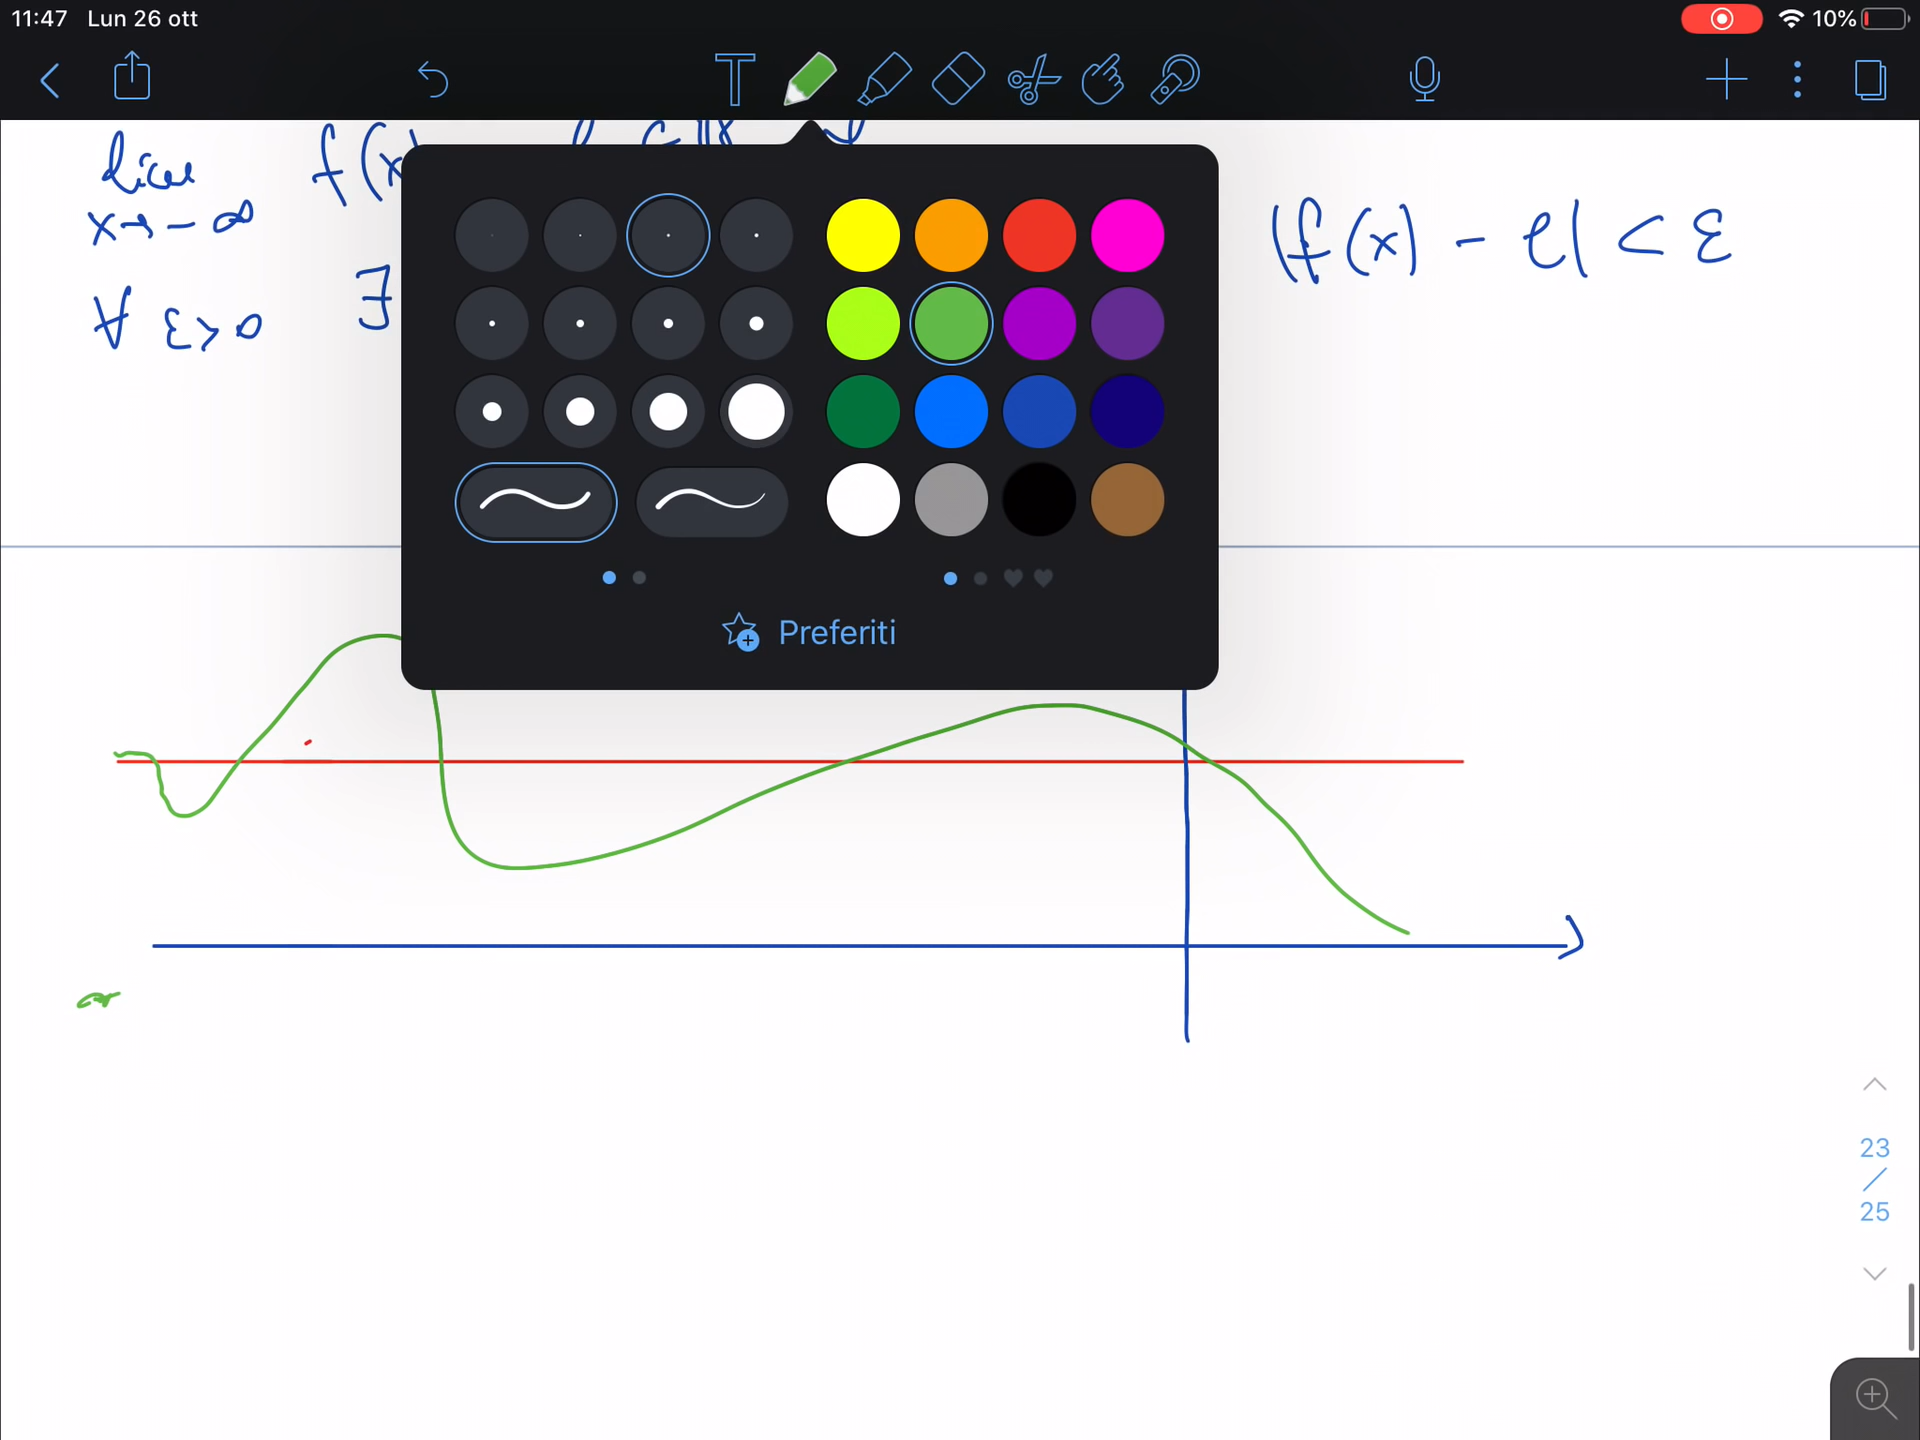 11:47 Lun 26 ott
10%
T
lim f(x)
x→-∞
|f(x) - l| < ε
∀ ε>0 ∃
Preferiti
23
/
25